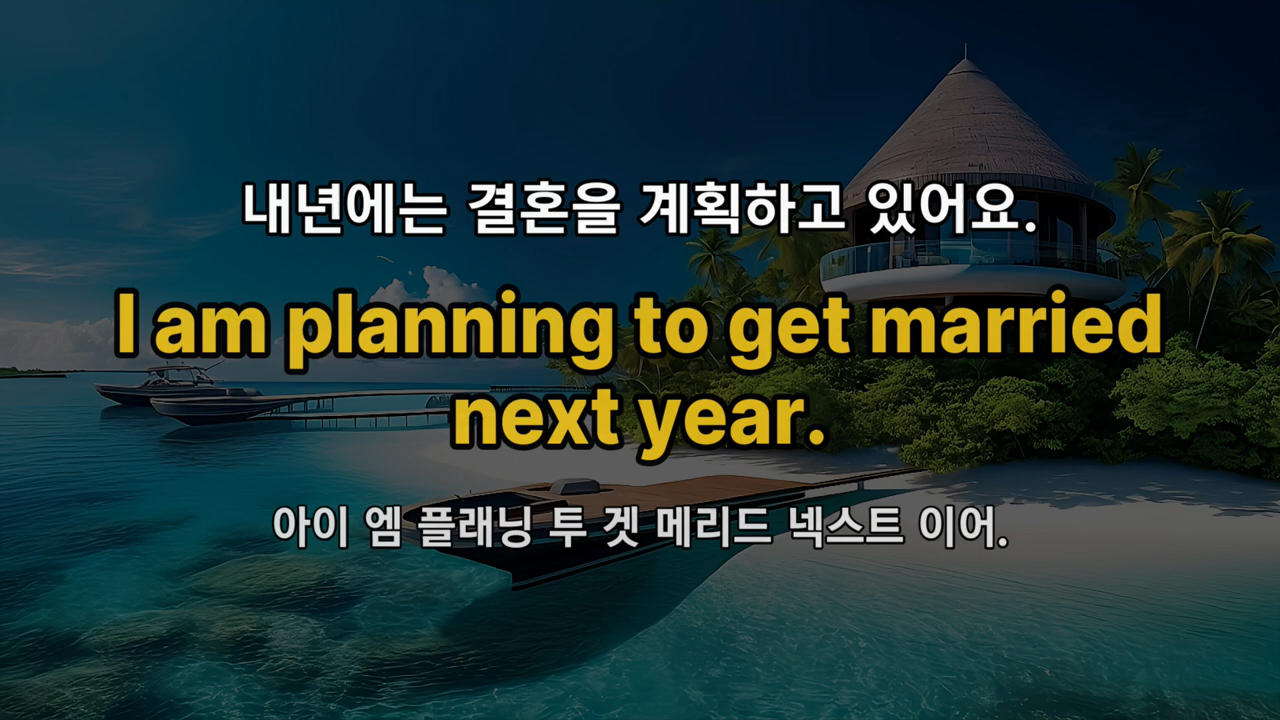 내년에는 결혼을 계획하고 있어요.
I am planning to get married
next year.
아이 엠 플래닝 투 겟 메리드 넥스트 이어.